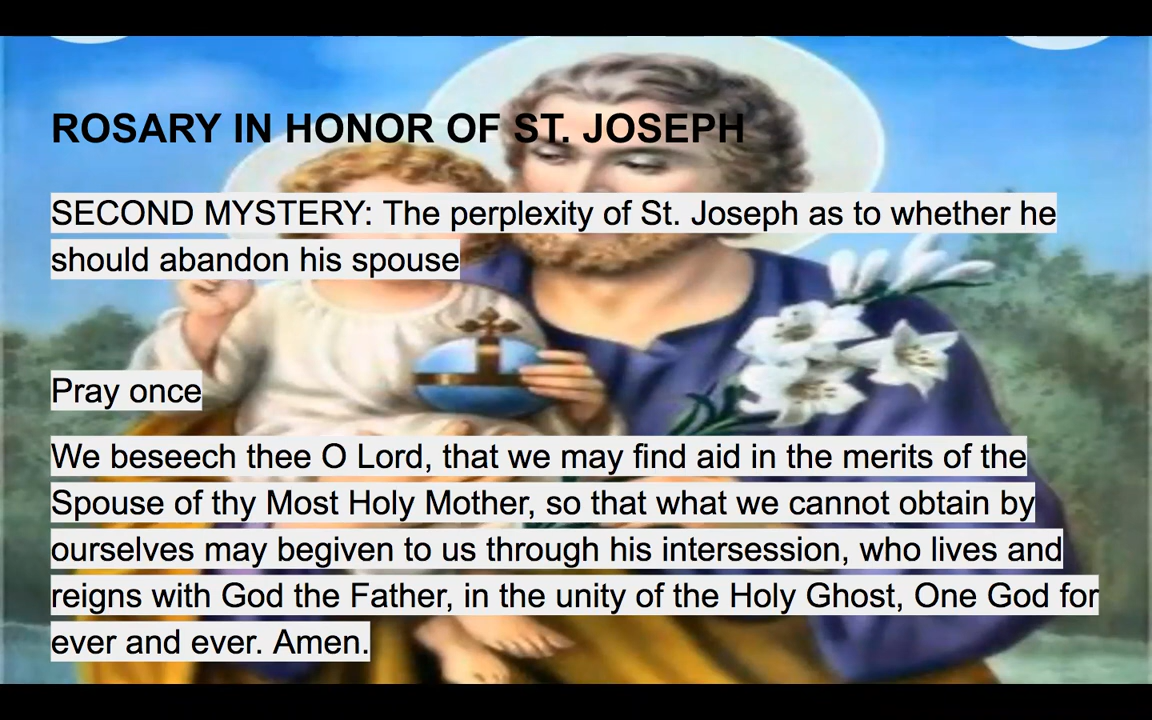 ROSARY IN HONOR OF ST. JOSEPH
SECOND MYSTERY: The perplexity of St. Joseph as to whether he
should abandon his spouse
Pray once
We beseech thee O Lord, that we may find aid in the merits of the
Spouse of thy Most Holy Mother, so that what we cannot obtain by
ourselves may begiven to us through his intersession, who lives and
reigns with God the Father, in the unity of the Holy Ghost, One God for
ever and ever. Amen.